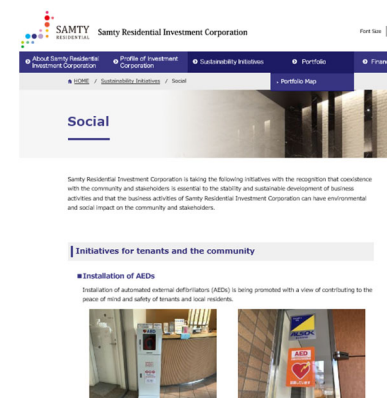 SAMTY
RESIDENTIAL
Samty Residential Investment Corporation
Font Size
About Samty Residential
Investment Corporation
Profile of Investment
Corporation
Sustainability Initiatives
Portfolio
Financ
HOME / Sustainability Initiatives / Social
Portfolio Map
Social
Samty Residential Investment Corporation is taking the following initiatives with the recognition that coexistence
with the community and stakeholders is essential to the stability and sustainable development of business
activities and that the business activities of Samty Residential Investment Corporation can have environmental
and social impact on the community and stakeholders.
Initiatives for tenants and the community
■Installation of AEDs
Installation of automated external defibrillators (AEDs) is being promoted with a view of contributing to the
peace of mind and safety of tenants and local residents.
ALSOK
AED